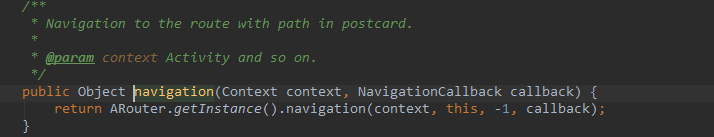 /**
* Navigation to the route with path in postcard.
*
* @param context Activity and so on.
*/
public Object navigation(Context context, NavigationCallback callback) {
return ARouter.getInstance().navigation(context, this, -1, callback);
}